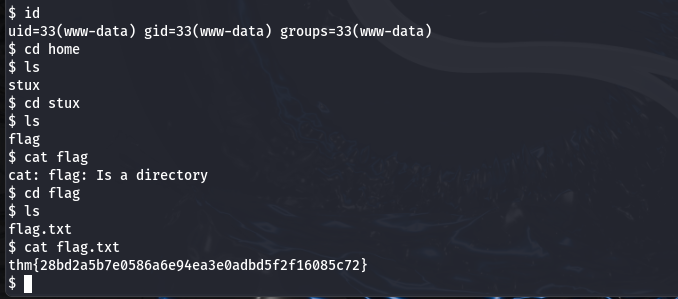 $ id
uid=33(www-data) gid=33(www-data) groups=33(www-data)
$ cd home
$ ls
stux
$ cd stux
$ ls
flag
$ cat flag
cat: flag: Is a directory
$ cd flag
$ ls
flag.txt
$ cat flag.txt
thm{28bd2a5b7e0586a6e94ea3e0adbd5f2f16085c72}
$